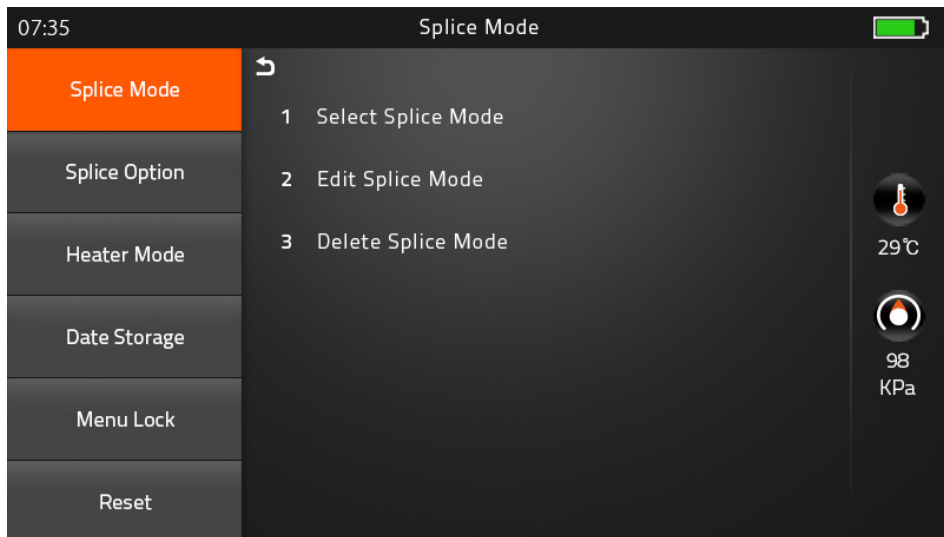 07:35
Splice Mode
Splice Mode
Splice Option
Heater Mode
Date Storage
Menu Lock
Reset
1 Select Splice Mode
2 Edit Splice Mode
3 Delete Splice Mode
29℃
98
KPa